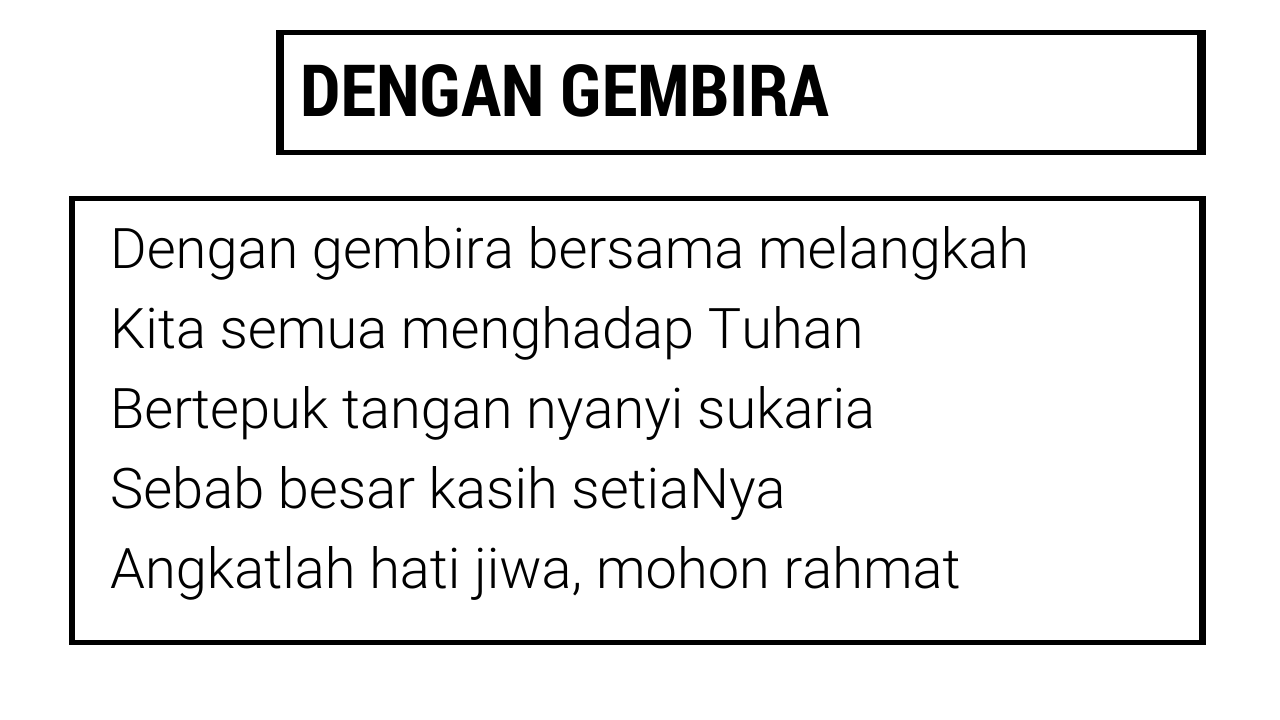 DENGAN GEMBIRA
Dengan gembira bersama melangkah
Kita semua menghadap Tuhan
Bertepuk tangan nyanyi sukaria
Sebab besar kasih setiaNya
Angkatlah hati jiwa, mohon rahmat